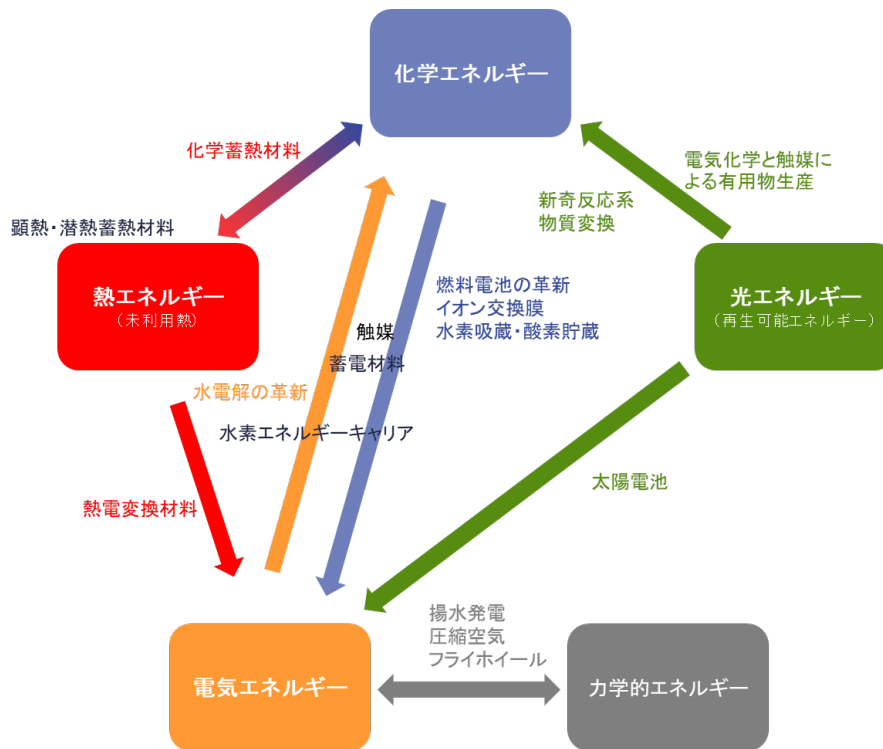 化学エネルギー
化学蓄熱材料
電気化学と触媒に
よる有用物生産
新奇反応系
物質変換
顕熱・潜熱蓄熱材料
熱エネルギー
（未利用熱）
燃料電池の革新
イオン交換膜
水素吸蔵・酸素貯蔵
光エネルギー
（再生可能エネルギー）
触媒
蓄電材料
水電解の革新
水素エネルギーキャリア
太陽電池
熱電変換材料
揚水発電
圧縮空気
フライホイール
電気エネルギー
力学的エネルギー